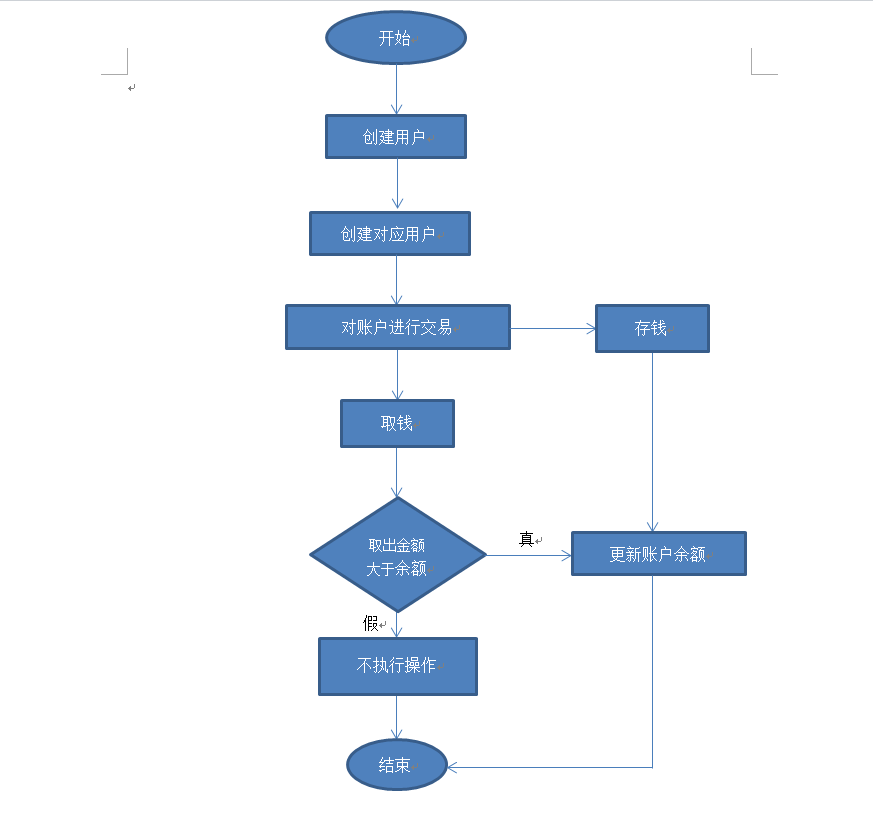 开始
创建用户
创建对应用户
对账户进行交易
存钱
取钱
取出金额
大于余额
真
更新账户余额
假
不执行操作
结束